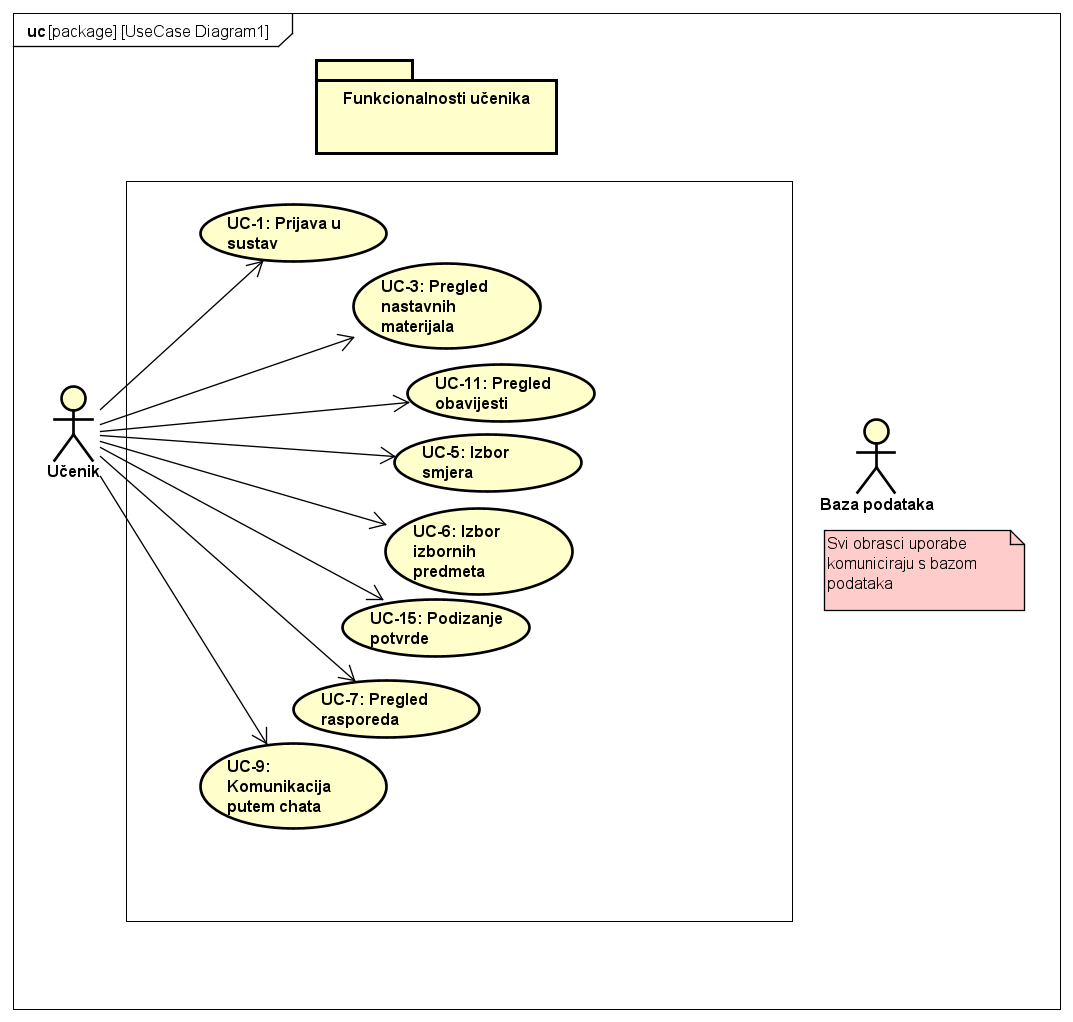 uc [package] [UseCase Diagram1]
Funkcionalnosti učenika
UC-1: Prijava u
sustav
UC-3: Pregled
nastavnih
materijala
UC-11: Pregled
obavijesti
UC-5: Izbor
smjera
UC-6: Izbor
izbornih
predmeta
UC-15: Podizanje
potvrde
UC-7: Pregled
rasporeda
UC-9:
Komunikacija
putem chata
Učenik
Baza podataka
Svi obrasci uporabe
komuniciraju s bazom
podataka